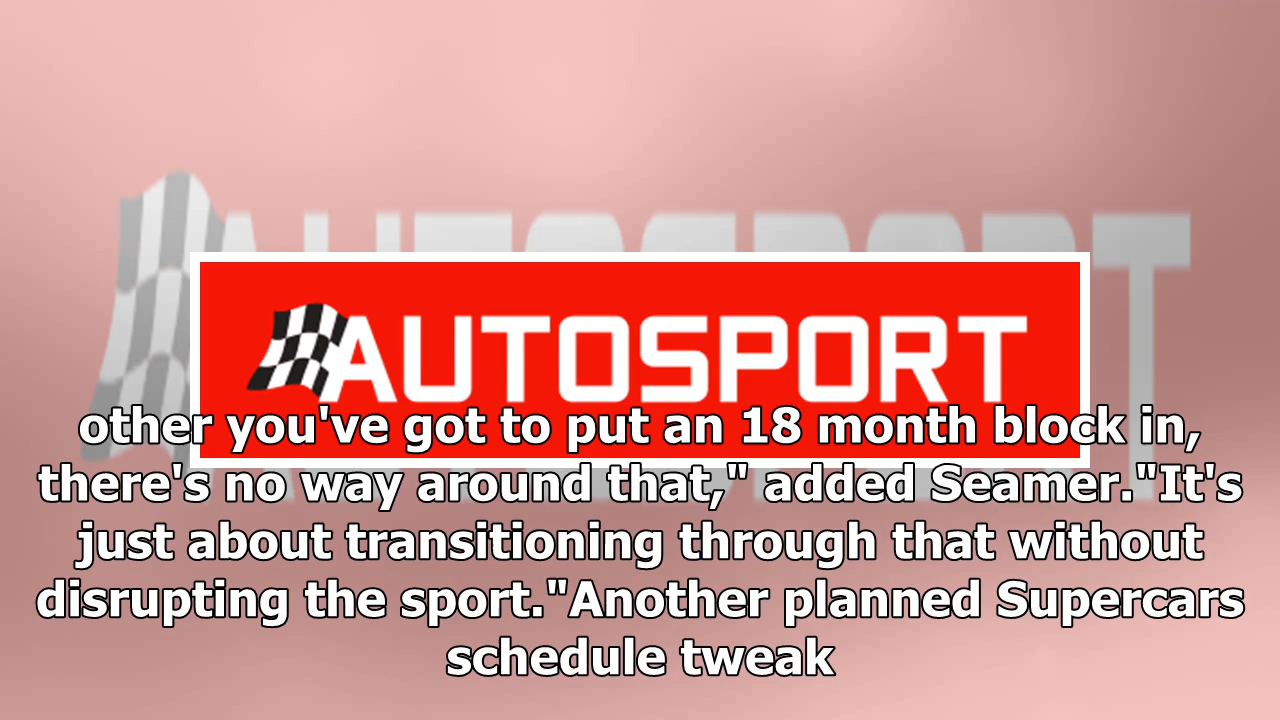 AUTOSPORT
other you've got to put an 18 month block in,
there's no way around that," added Seamer."It's
just about transitioning through that without
disrupting the sport."Another planned Supercars
schedule tweak